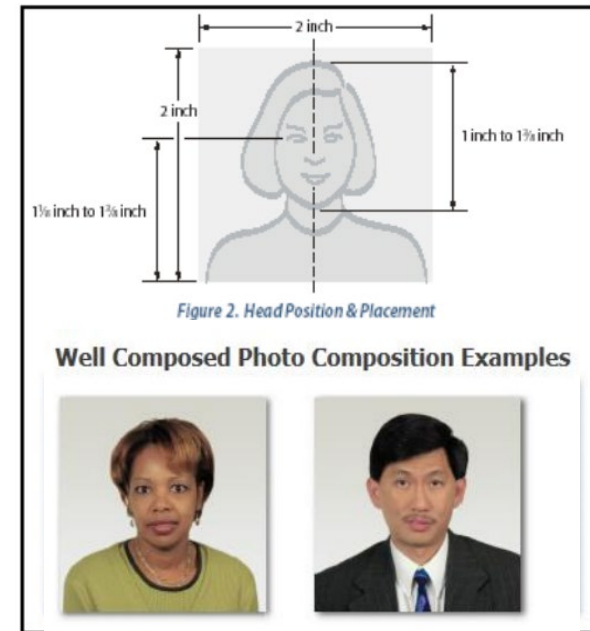 2 inch
2 inch
1 inch to 1⅜ inch
1⅛ inch to 1⅜ inch
Figure 2. Head Position & Placement
Well Composed Photo Composition Examples